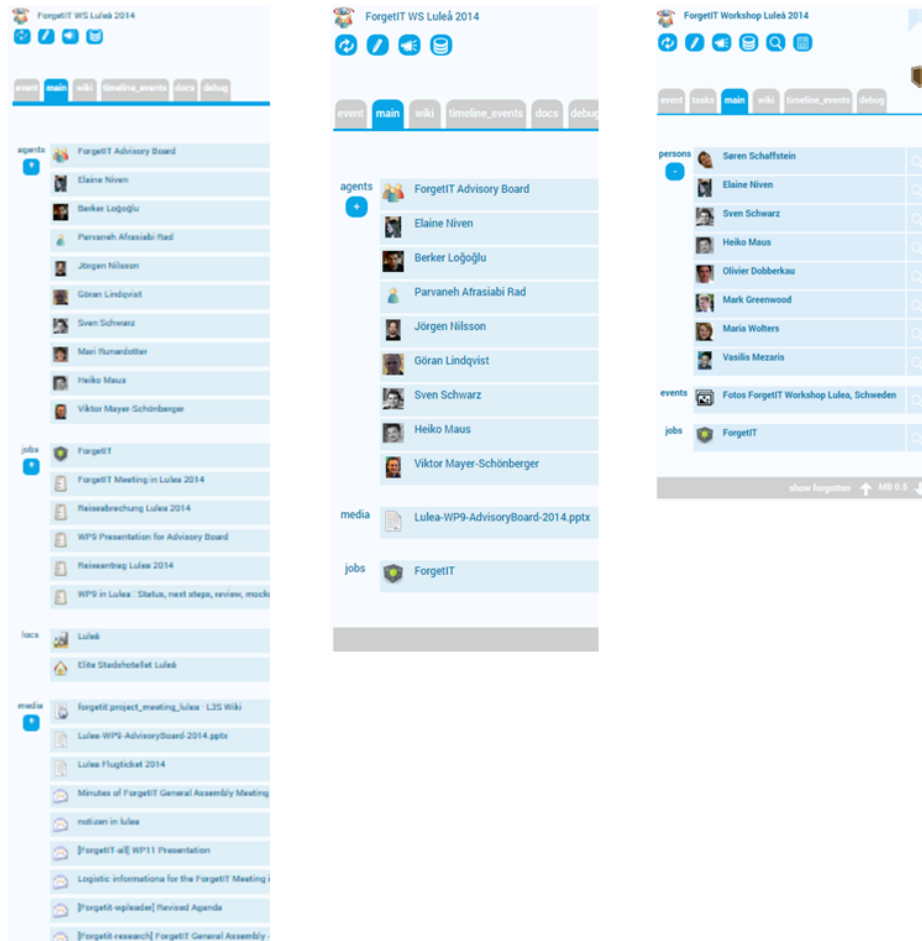 ForgetIT WS Luleå 2014
event main wiki timeline_events docs debug
agents
+
ForgetIT Advisory Board
Elaine Niven
Berker Loğoğlu
Parvaneh Afrasiabi Rad
Jörgen Nilsson
Göran Lindqvist
Sven Schwarz
Mari Runardotter
Heiko Maus
Viktor Mayer-Schönberger
jobs
+
ForgetIT
ForgetIT Meeting in Lulea 2014
Reiseabrechung Lulea 2014
WP9 Presentation for Advisory Board
Reiseantrag Lulea 2014
WP9 in Lulea : Status, next steps, review, mocku
locs
Luleå
Elite Stadshotellet Luleå
media
+
forgetit:project_meeting_lulea · L3S Wiki
Lulea-WP9-AdvisoryBoard-2014.pptx
Lulea Flugticket 2014
Minutes of ForgetIT General Assembly Meeting
notizen in lulea
[ForgetIT-all] WP11 Presentation
Logistic informations for the ForgetIT Meeting i
[Forgetit-wpleader] Revised Agenda
[Forgetit-research] ForgetIT General Assembly -
ForgetIT WS Luleå 2014
event main wiki timeline_events docs debug
agents
+
ForgetIT Advisory Board
Elaine Niven
Berker Loğoğlu
Parvaneh Afrasiabi Rad
Jörgen Nilsson
Göran Lindqvist
Sven Schwarz
Heiko Maus
Viktor Mayer-Schönberger
media
Lulea-WP9-AdvisoryBoard-2014.pptx
jobs
ForgetIT
ForgetIT Workshop Luleå 2014
event tasks main wiki timeline_events debug
persons
-
Søren Schaffstein
Elaine Niven
Sven Schwarz
Heiko Maus
Olivier Dobberkau
Mark Greenwood
Maria Wolters
Vasilis Mezaris
events
Fotos ForgetIT Workshop Lulea, Schweden
jobs
ForgetIT
show forgotten MB 0.5